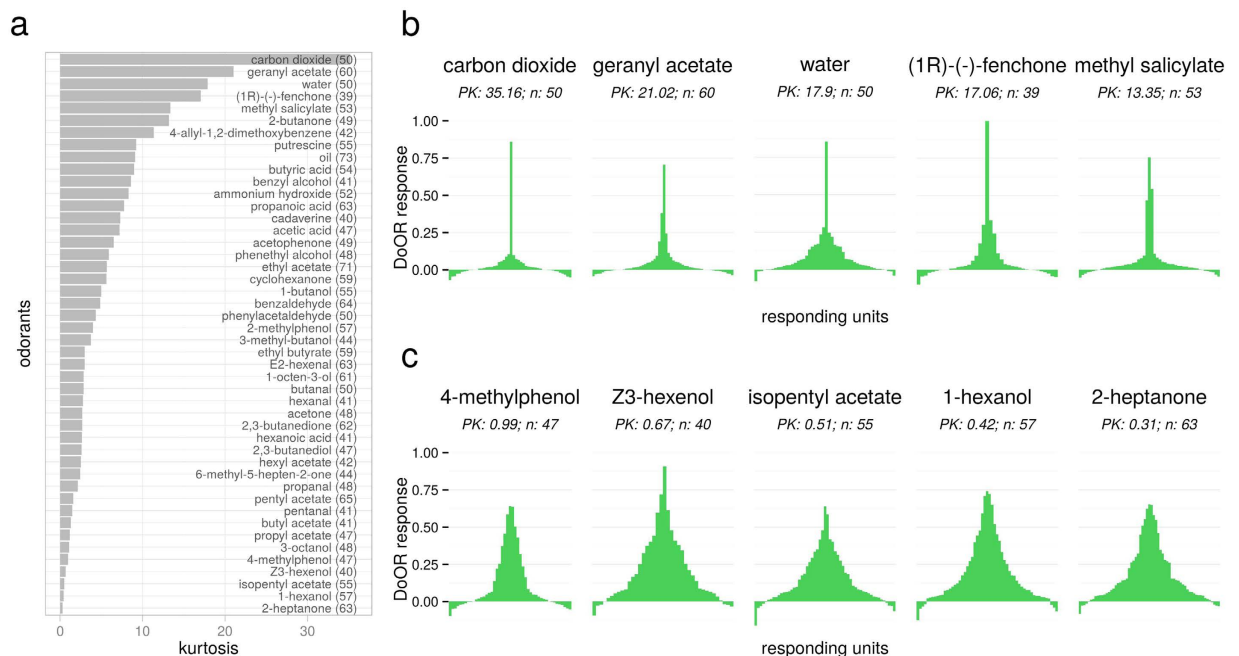 a
odorants
carbon dioxide (50)
geranyl acetate (60)
water (50)
(1R)-(-)-fenchone (39)
methyl salicylate (53)
2-butanone (49)
4-allyl-1,2-dimethoxybenzene (42)
putrescine (55)
oil (73)
butyric acid (54)
benzyl alcohol (41)
ammonium hydroxide (52)
propanoic acid (63)
cadaverine (40)
acetic acid (47)
acetophenone (49)
phenethyl alcohol (48)
ethyl acetate (71)
cyclohexanone (59)
1-butanol (55)
benzaldehyde (64)
phenylacetaldehyde (50)
2-methylphenol (57)
3-methyl-butanol (44)
ethyl butyrate (59)
E2-hexenal (63)
1-octen-3-ol (61)
butanal (50)
hexanal (41)
acetone (48)
2,3-butanedione (62)
hexanoic acid (41)
2,3-butanediol (47)
hexyl acetate (42)
6-methyl-5-hepten-2-one (44)
propanal (48)
pentyl acetate (65)
pentanal (41)
butyl acetate (41)
propyl acetate (47)
3-octanol (48)
4-methylphenol (47)
Z3-hexenol (40)
isopentyl acetate (55)
1-hexanol (57)
2-heptanone (63)
0 10 20 30
kurtosis
b
carbon dioxide geranyl acetate water (1R)-(-)-fenchone methyl salicylate
PK: 35.16; n: 50 PK: 21.02; n: 60 PK: 17.9; n: 50 PK: 17.06; n: 39 PK: 13.35; n: 53
DoOR response
1.00
0.75
0.50
0.25
0.00
responding units
c
4-methylphenol Z3-hexenol isopentyl acetate 1-hexanol 2-heptanone
PK: 0.99; n: 47 PK: 0.67; n: 40 PK: 0.51; n: 55 PK: 0.42; n: 57 PK: 0.31; n: 63
DoOR response
1.00
0.75
0.50
0.25
0.00
responding units